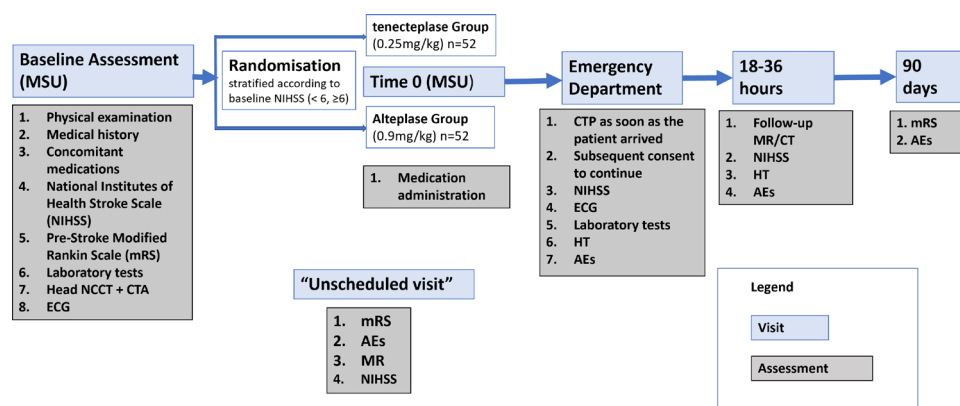 Baseline Assessment
(MSU)
1. Physical examination
2. Medical history
3. Concomitant
medications
4. National Institutes of
Health Stroke Scale
(NIHSS)
5. Pre-Stroke Modified
Rankin Scale (mRS)
6. Laboratory tests
7. Head NCCT + CTA
8. ECG
Randomisation
stratified according to
baseline NIHSS (< 6, ≥6)
tenecteplase Group
(0.25mg/kg) n=52
Time 0 (MSU)
Alteplase Group
(0.9mg/kg) n=52
1. Medication
administration
Emergency
Department
1. CTP as soon as the
patient arrived
2. Subsequent consent
to continue
3. NIHSS
4. ECG
5. Laboratory tests
6. HT
7. AEs
18-36
hours
1. Follow-up
MR/CT
2. NIHSS
3. HT
4. AEs
90
days
1. mRS
2. AEs
“Unscheduled visit”
1. mRS
2. AEs
3. MR
4. NIHSS
Legend
Visit
Assessment